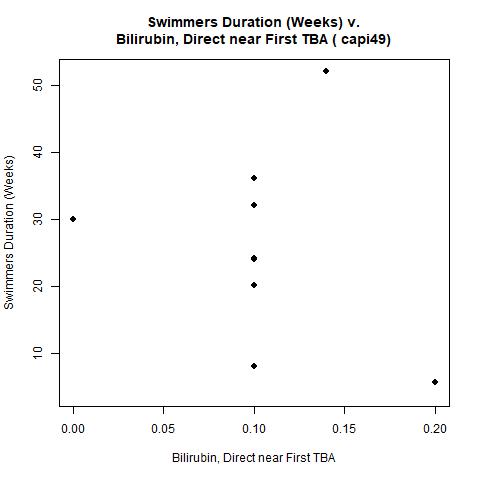 Swimmers Duration (Weeks) v.
Bilirubin, Direct near First TBA ( capi49)
Swimmers Duration (Weeks)
50
40
30
20
10
0.00 0.05 0.10 0.15 0.20
Bilirubin, Direct near First TBA